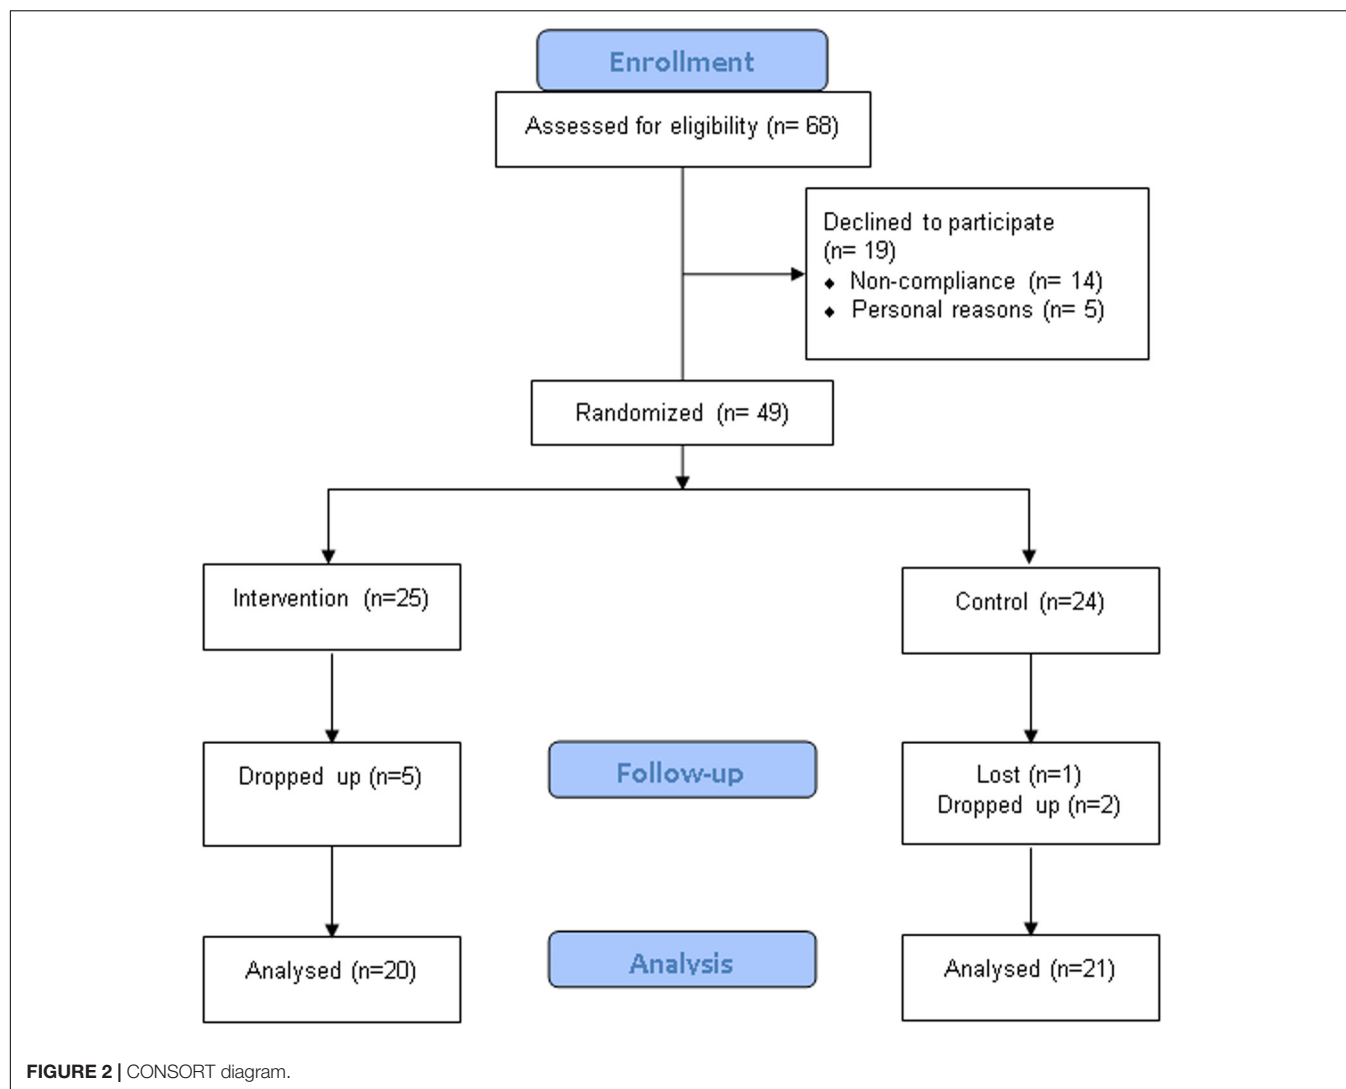 Enrollment
Assessed for eligibility (n= 68)
Declined to participate
(n= 19)
⬥ Non-compliance (n= 14)
⬥ Personal reasons (n= 5)
Randomized (n= 49)
Intervention (n=25)
Control (n=24)
Dropped up (n=5)
Follow-up
Lost (n=1)
Dropped up (n=2)
Analysed (n=20)
Analysis
Analysed (n=21)
FIGURE 2 | CONSORT diagram.